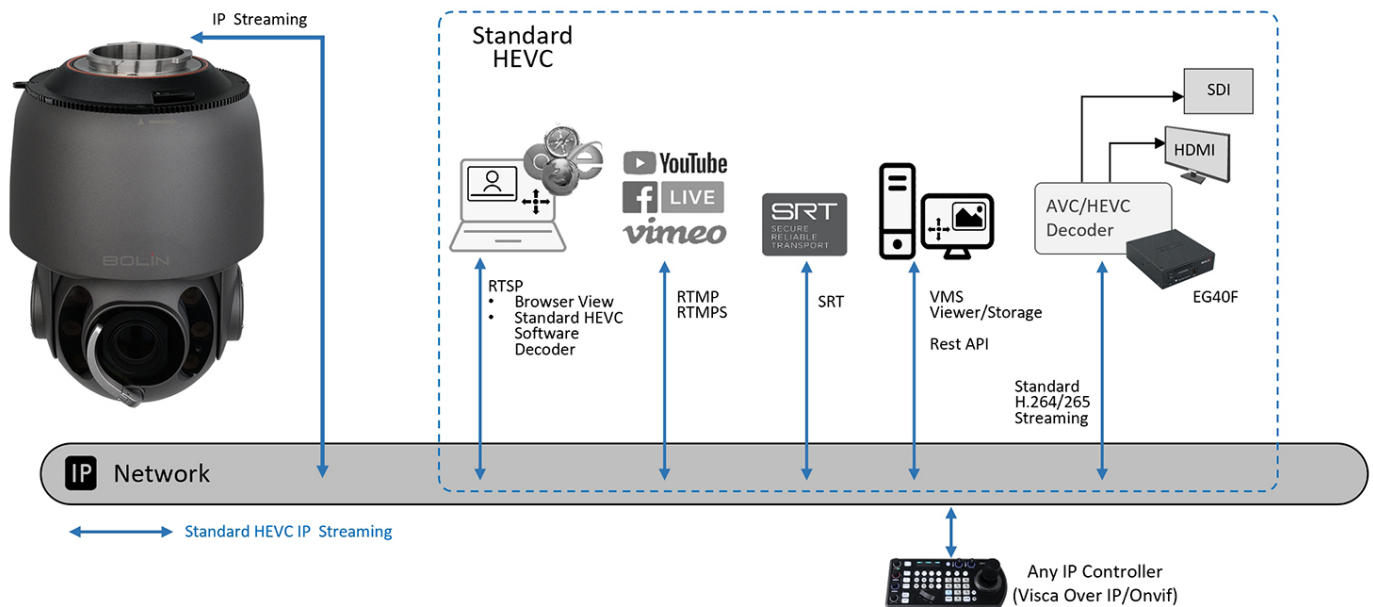 IP Streaming
Standard
HEVC
SDI
HDMI
YouTube
f LIVE
vimeo
SRT
SECURE
RELIABLE
TRANSPORT
AVC/HEVC
Decoder
BOLIN
EG40F
RTSP
• Browser View
• Standard HEVC
Software
Decoder
RTMP
RTMPS
SRT
VMS
Viewer/Storage
Rest API
Standard
H.264/265
Streaming
IP Network
Standard HEVC IP Streaming
Any IP Controller
(Visca Over IP/Onvif)